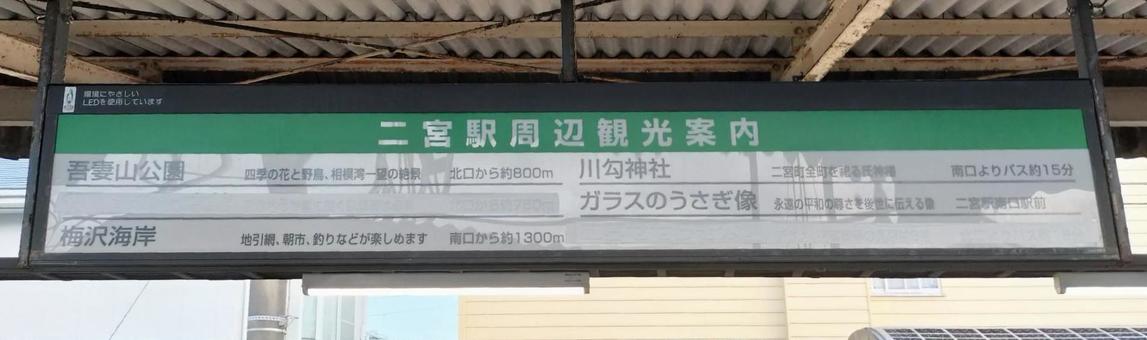 環境にやさしい
LEDを使用しています
二宮駅周辺観光案内
吾妻山公園 四季の花と野鳥、相模湾一望の絶景 北口から約800m
梅沢海岸 地引網、朝市、釣りなどが楽しめます 南口から約1300m
川勾神社 二宮町全町を祀る氏神様 南口よりバス約15分
ガラスのうさぎ像 永遠の平和の尊さを後世に伝える像 二宮駅南口駅前